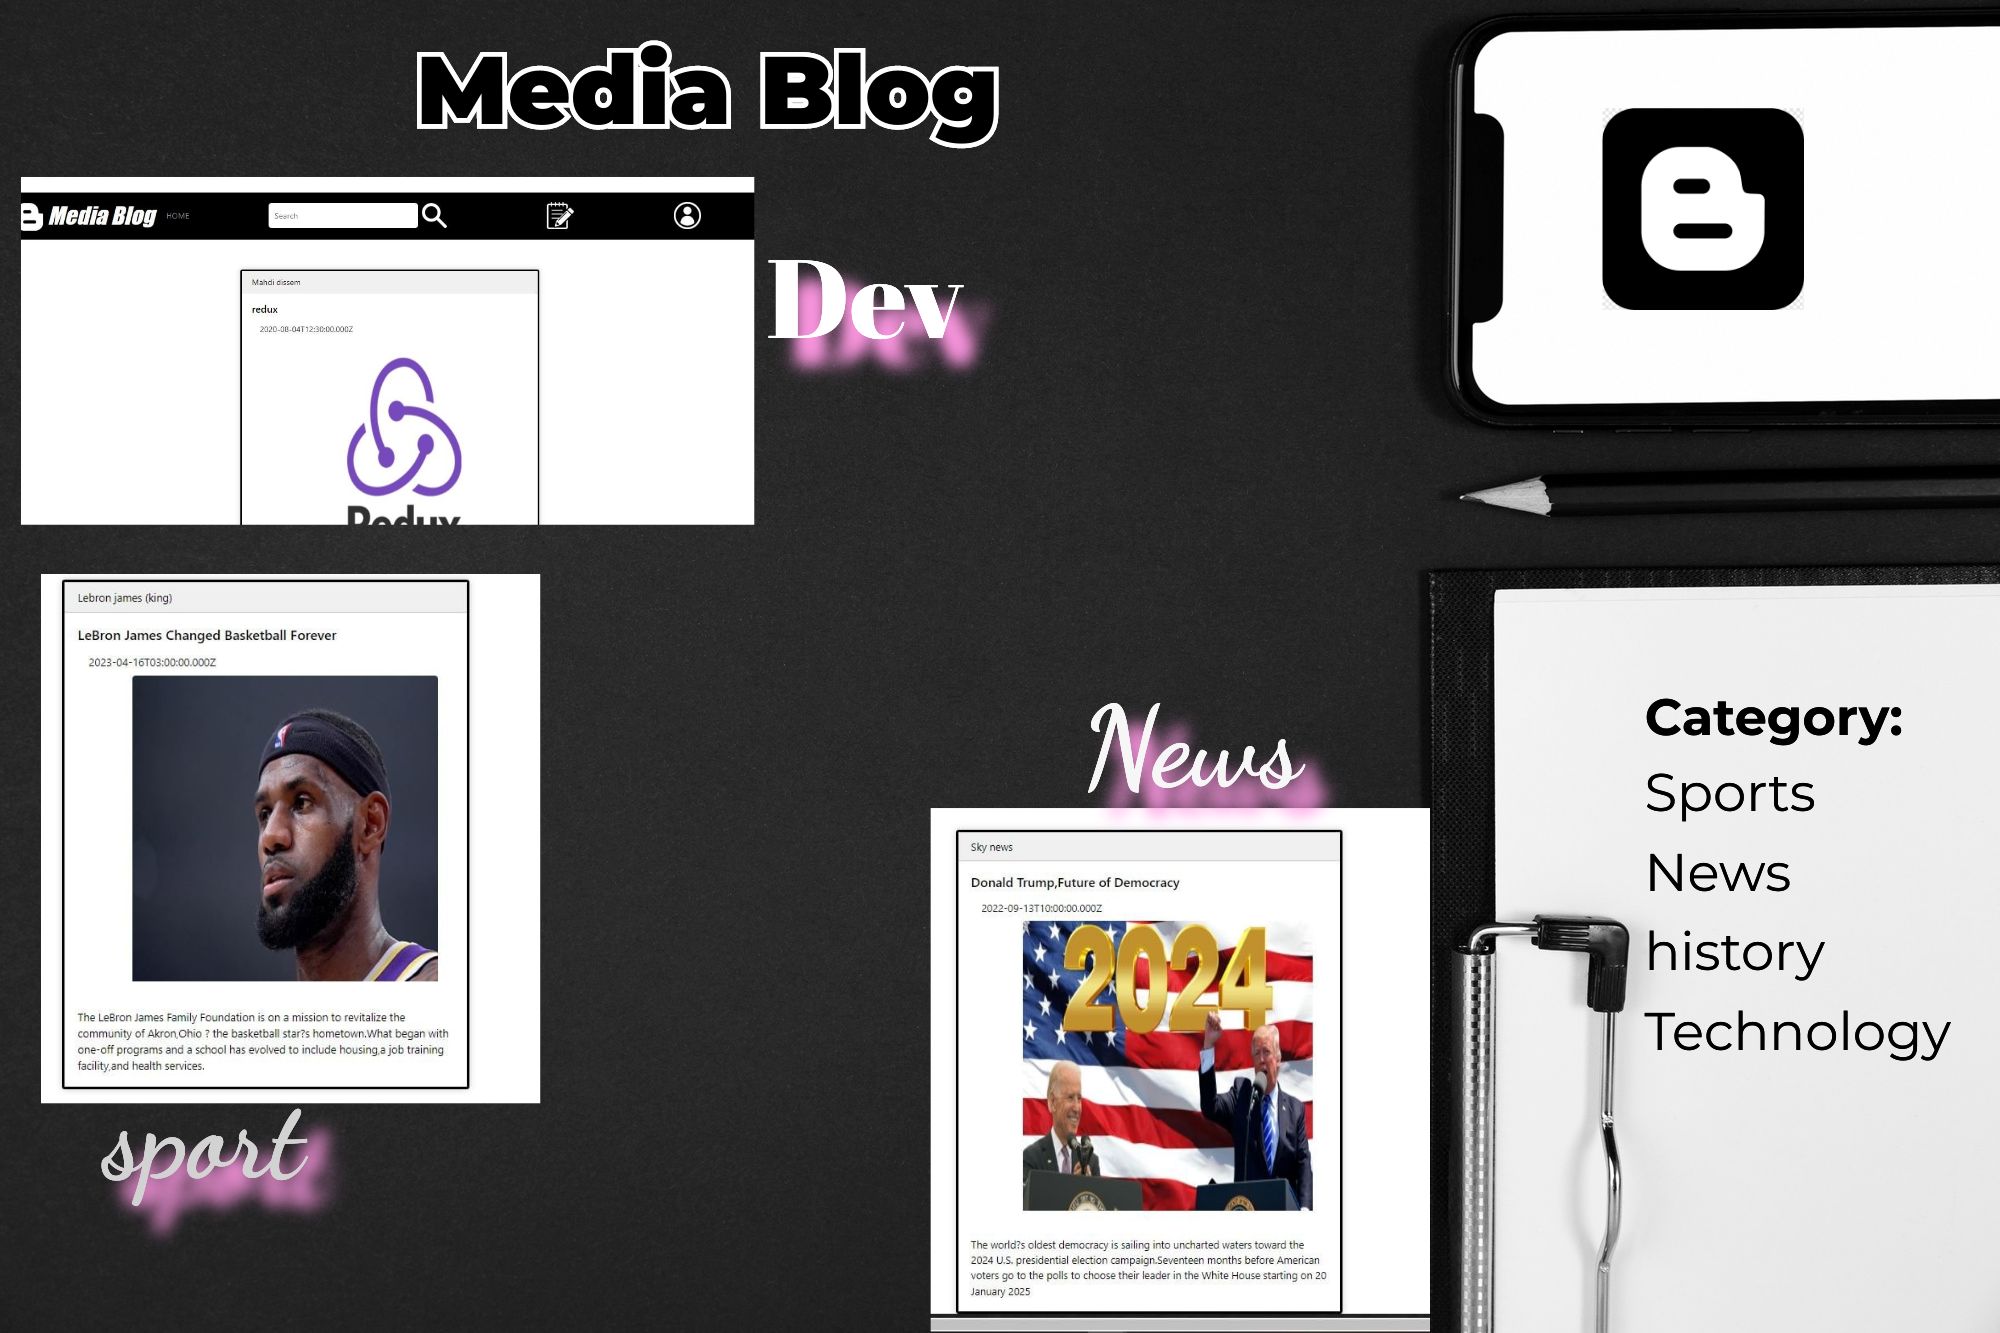 Media Blog
Media Blog HOME Search
Mahdi dissem
redux
2020-08-04T12:30:00.000Z
Redux
Dev
Lebron james (king)
LeBron James Changed Basketball Forever
2023-04-16T03:00:00.000Z
The LeBron James Family Foundation is on a mission to revitalize the
community of Akron,Ohio ? the basketball star?s hometown.What began with
one-off programs and a school has evolved to include housing,a job training
facility,and health services.
sport
News
Sky news
Donald Trump,Future of Democracy
2022-09-13T10:00:00.000Z
2024
The world?s oldest democracy is sailing into uncharted waters toward the
2024 U.S. presidential election campaign.Seventeen months before American
voters go to the polls to choose their leader in the White House starting on 20
January 2025
Category:
Sports
News
history
Technology